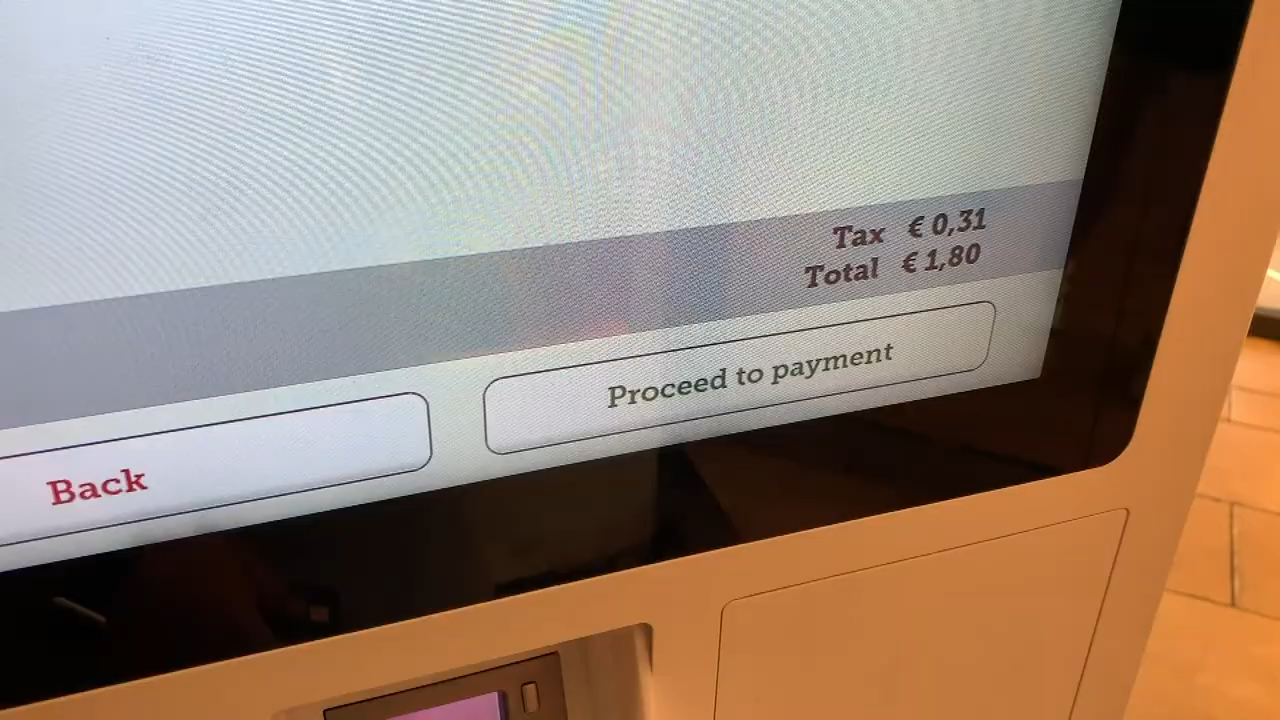 Tax € 0,31
Total € 1,80
Proceed to payment
Back